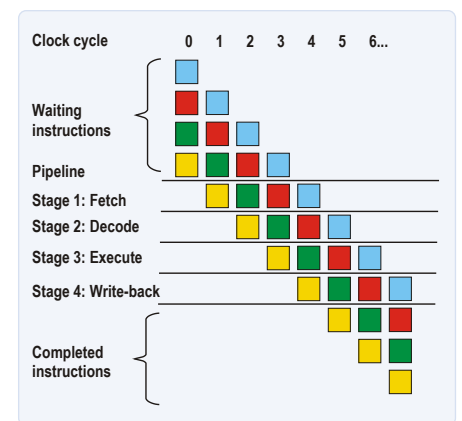 Clock cycle 0 1 2 3 4 5 6...
Waiting
instructions
Pipeline
Stage 1: Fetch
Stage 2: Decode
Stage 3: Execute
Stage 4: Write-back
Completed
instructions